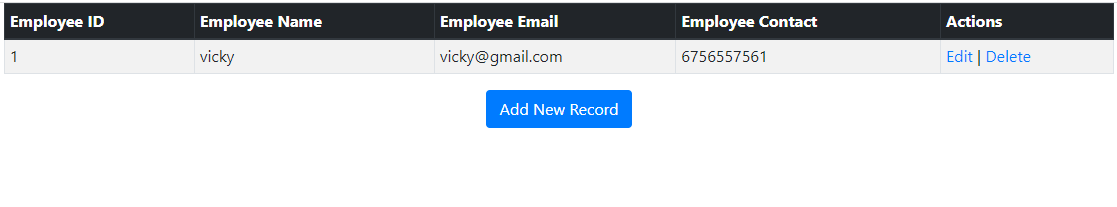 Employee ID Employee Name Employee Email Employee Contact Actions
1 vicky vicky@gmail.com 6756557561 Edit | Delete
Add New Record